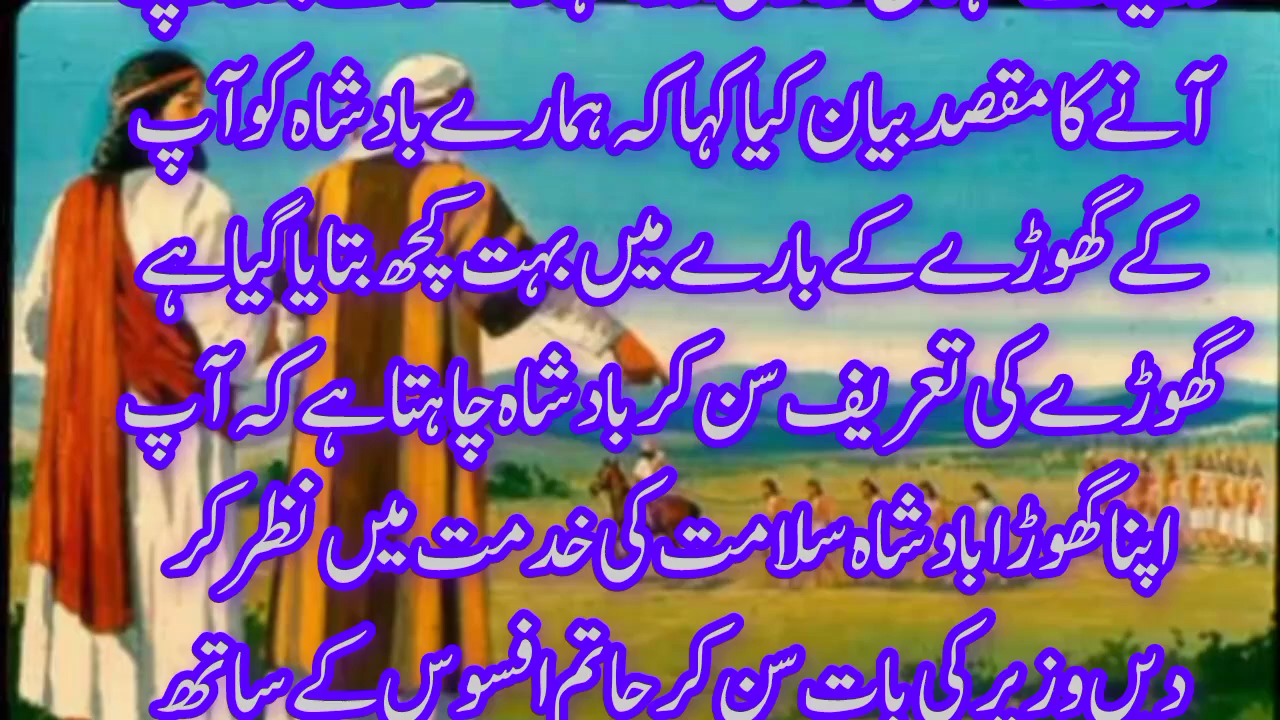 آنے کا مقصد بیان کیا کہا کہ ہمارے بادشاہ کو آپ
کے گھوڑے کے بارے میں بہت کچھ بتایا گیا ہے
گھوڑے کی تعریف سن کر بادشاہ چاہتا ہے کہ آپ
اپنا گھوڑا بادشاہ سلامت کی خدمت میں نظر کر
دیں وزیر کی بات سن کر حاتم افسوس کے ساتھ